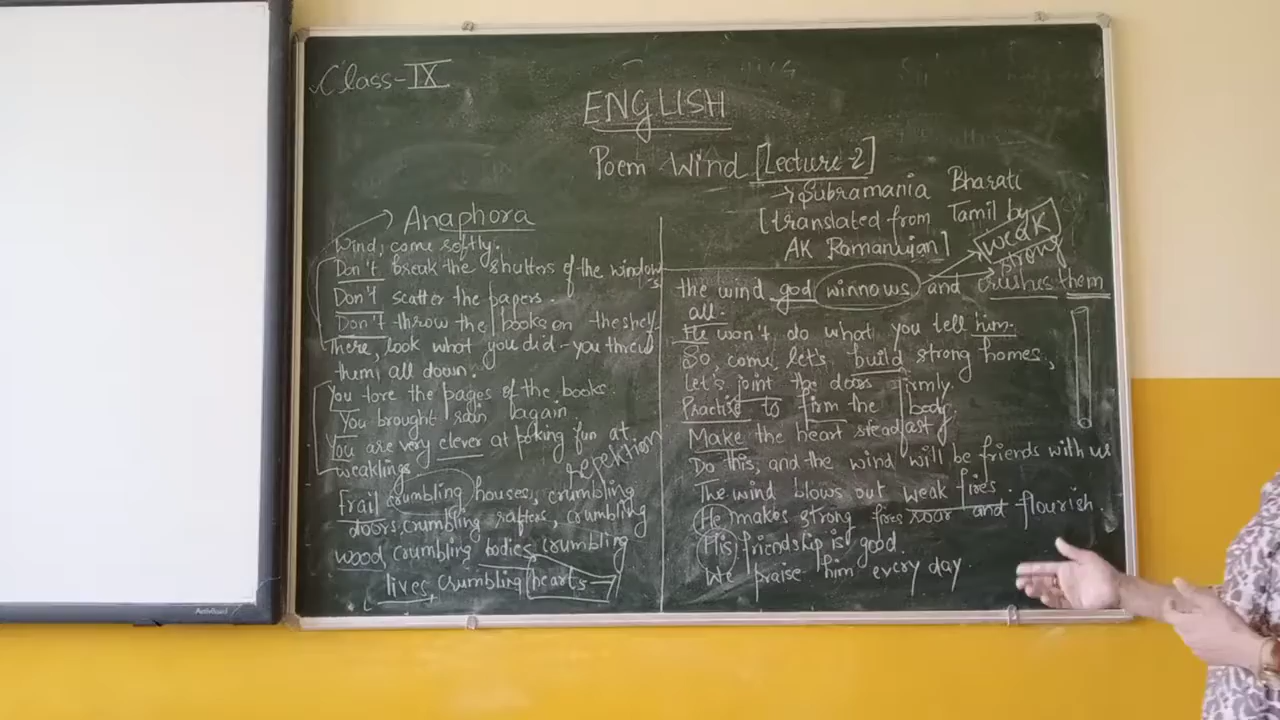 Class-IX
ENGLISH
Poem Wind [Lecture-2]
→ Subramania Bharati
[translated from Tamil by
AK Ramanujan]
Anaphora
Wind, come softly.
Don't break the shutters of the windows
Don't scatter the papers.
Don't throw the books on the shelf
there, look what you did - you threw
them all down.
You tore the pages of the books.
You brought rain again
You are very clever at poking fun at
weaklings
repetition
Frail crumbling houses, crumbling
doors, crumbling rafters, crumbling
wood, crumbling bodies, crumbling
lives, crumbling hearts-
weak
strong
the wind god winnows and crushes them
all.
He won't do what you tell him.
So, come, let's build strong homes,
Let's joint the doors firmly.
Practise to firm the body.
Make the heart steadfast
Do this, and the wind will be friends with us
The wind blows out weak fires.
He makes strong fires roar and flourish.
His friendship is good.
We praise him every day.
ActivBoard